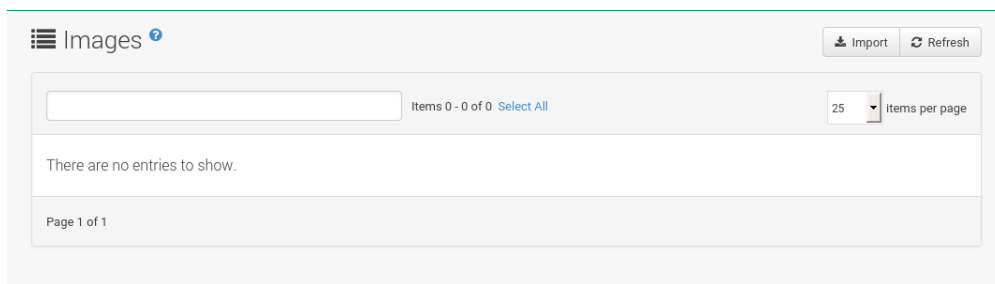 Images ?
Import Refresh
Items 0 - 0 of 0 Select All 25 items per page
There are no entries to show.
Page 1 of 1